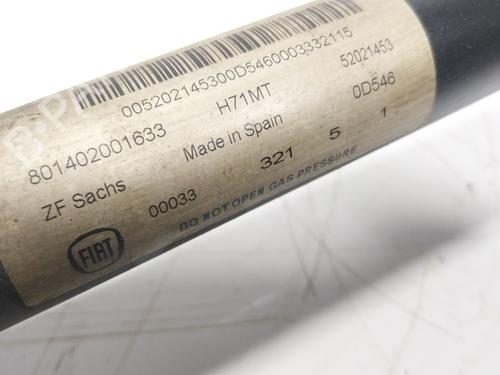 005202145300D5460003332115
801402001633 H71MT 52021453
ZF Sachs Made in Spain 0D546
00033 321 5 1
FIAT DO NOT OPEN GAS PRESSURE